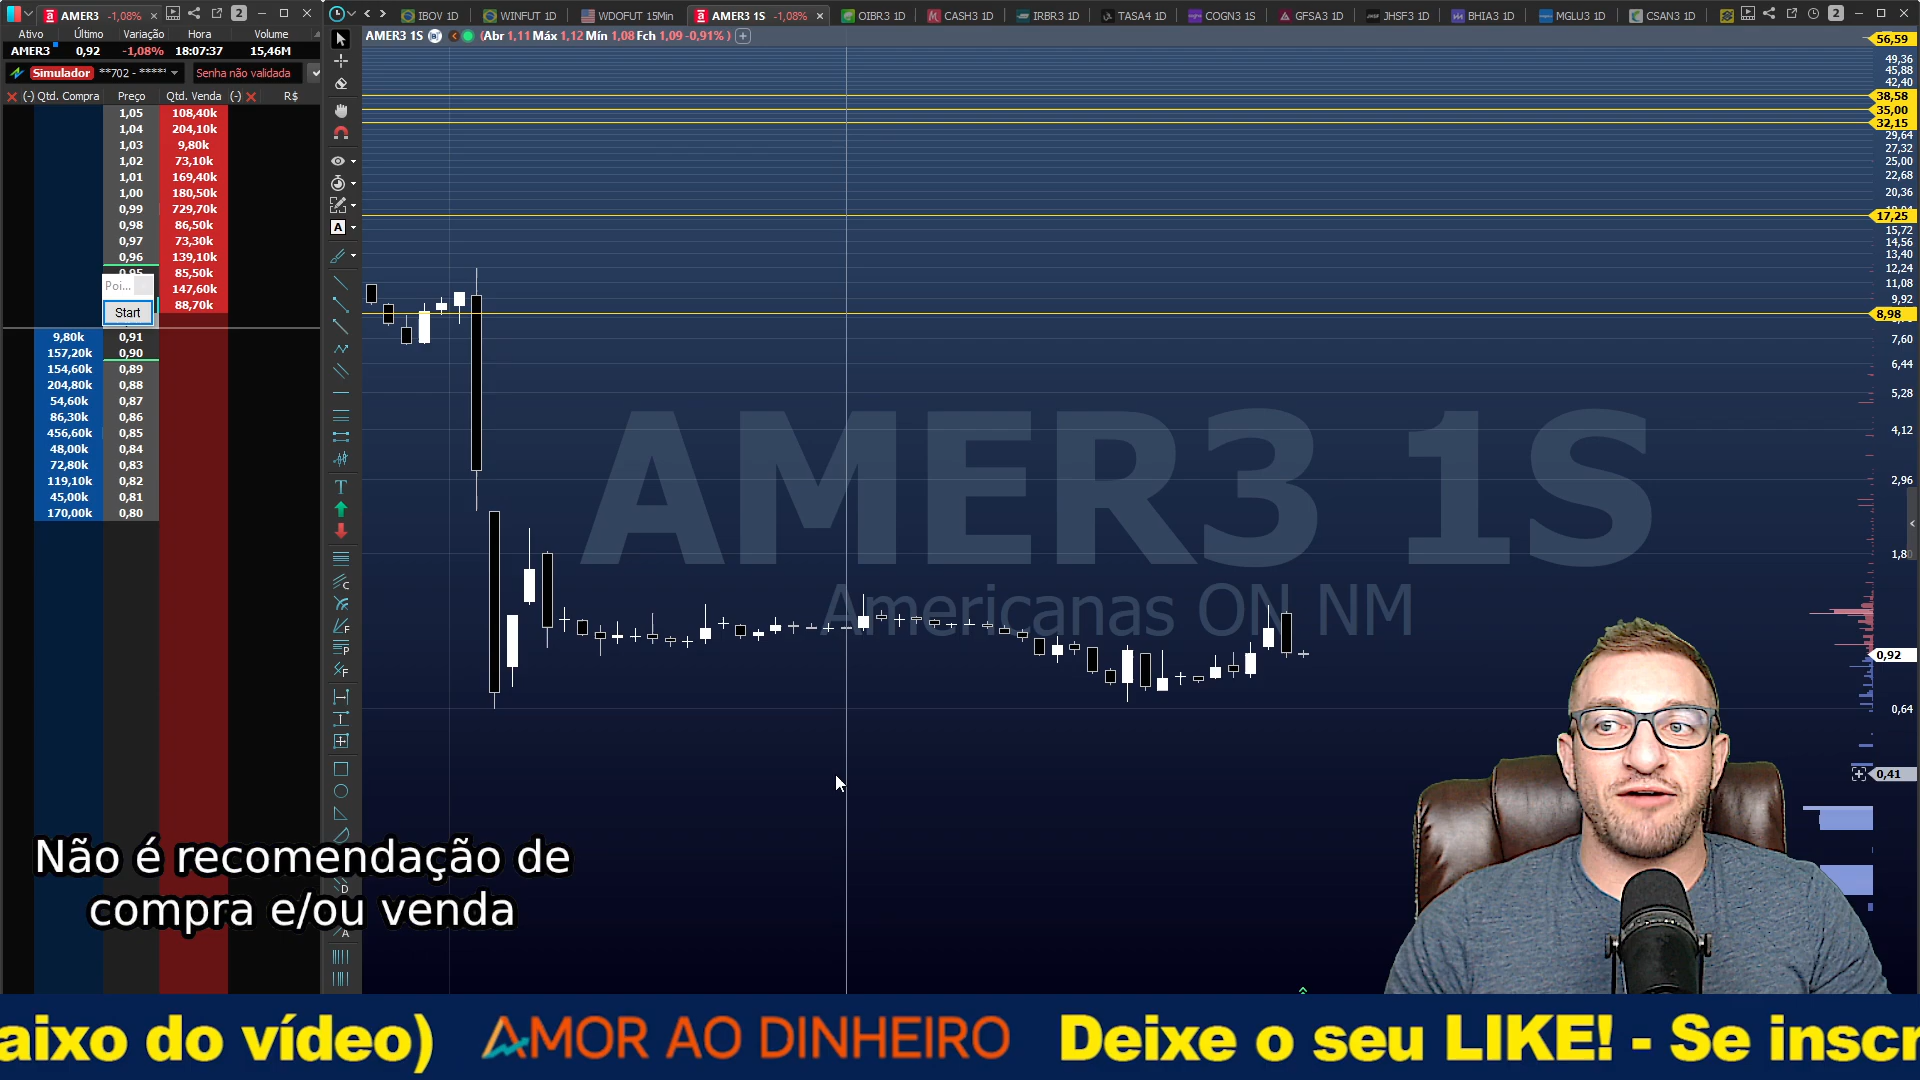 AMER3 -1,08%
2
IBOV 1D
WINFUT 1D
WDOFUT 15Min
AMER3 1S -1,08%
OIBR3 1D
CASH3 1D
IRBR3 1D
TASA4 1D
COGN3 1S
GFSA3 1D
JHSF3 1D
BHIA3 1D
MGLU3 1D
CSAN3 1D
2
Ativo Último Variação Hora Volume
AMER3 0,92 -1,08% 18:07:37 15,46M
Simulador **702 - ***** Senha não validada
(-) Qtd. Compra Preço Qtd. Venda (-) R$
1,05 108,40k
1,04 204,10k
1,03 9,80k
1,02 73,10k
1,01 169,40k
1,00 180,50k
0,99 729,70k
0,98 86,50k
0,97 73,30k
0,96 139,10k
0,95 85,50k
147,60k
88,70k
Poi...
Start
9,80k 0,91
157,20k 0,90
154,60k 0,89
204,80k 0,88
54,60k 0,87
86,30k 0,86
456,60k 0,85
48,00k 0,84
72,80k 0,83
119,10k 0,82
45,00k 0,81
170,00k 0,80
AMER3 1S (Abr 1,11 Máx 1,12 Mín 1,08 Fch 1,09 -0,91% )
56,59
49,36
45,88
42,40
38,58
35,00
32,15
29,64
27,32
25,00
22,68
20,36
17,25
15,72
14,56
13,40
12,24
11,08
9,92
8,98
7,60
6,44
5,28
4,12
2,96
1,80
0,92
0,64
0,41
AMER3 1S
Americanas ON NM
Não é recomendação de
compra e/ou venda
aixo do vídeo) AMOR AO DINHEIRO Deixe o seu LIKE! - Se inscr